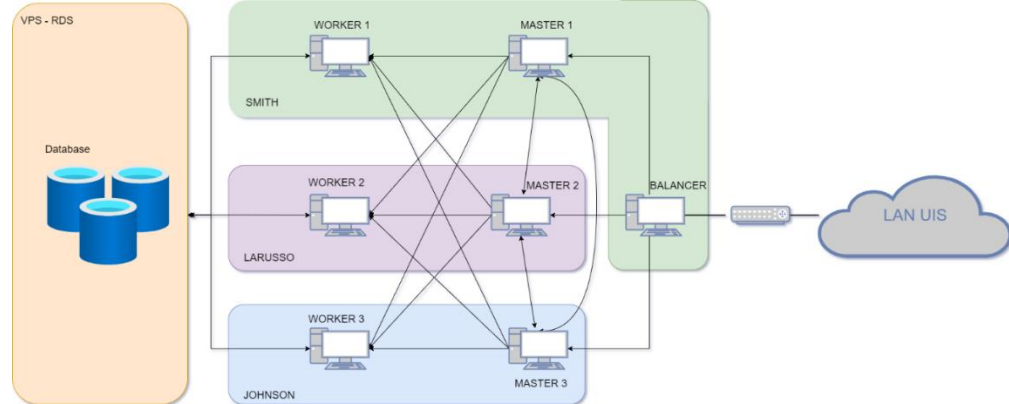 VPS - RDS
Database
WORKER 1
MASTER 1
SMITH
WORKER 2
MASTER 2
BALANCER
LARUSSO
WORKER 3
MASTER 3
JOHNSON
LAN UIS